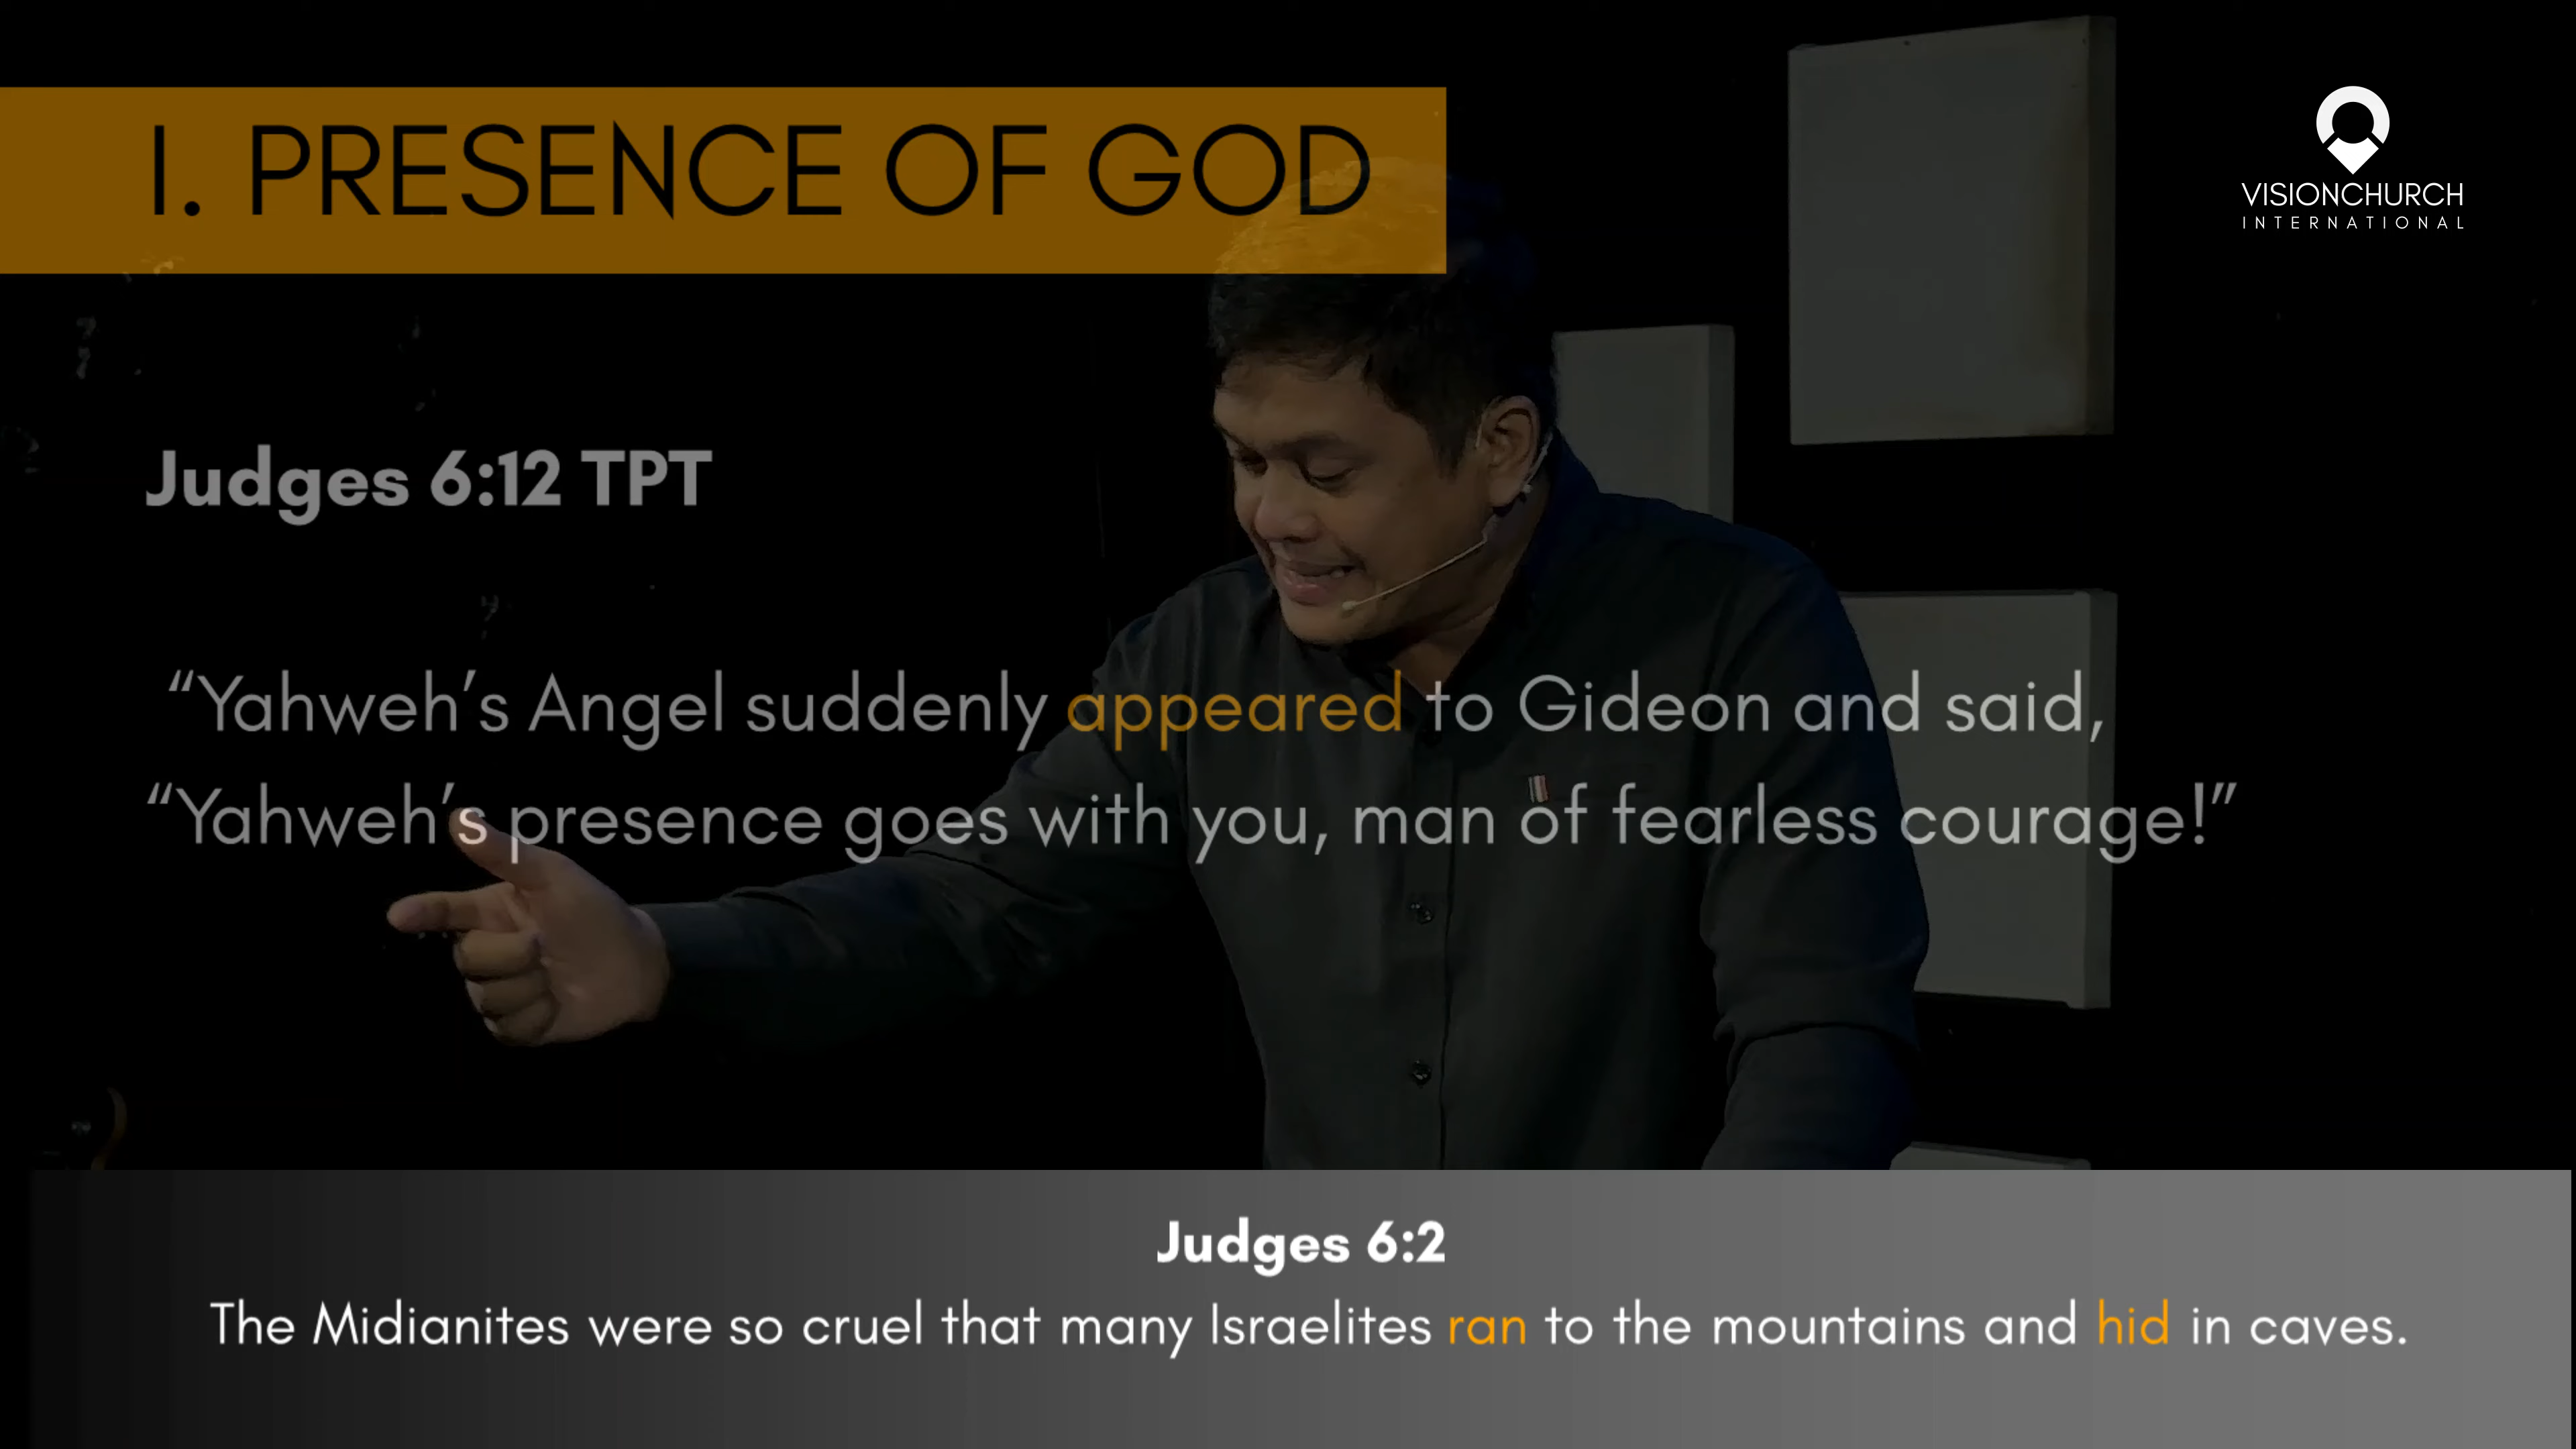 I. PRESENCE OF GOD
VISIONCHURCH
INTERNATIONAL
Judges 6:12 TPT
“Yahweh’s Angel suddenly appeared to Gideon and said,
“Yahweh’s presence goes with you, man of fearless courage!”
Judges 6:2
The Midianites were so cruel that many Israelites ran to the mountains and hid in caves.